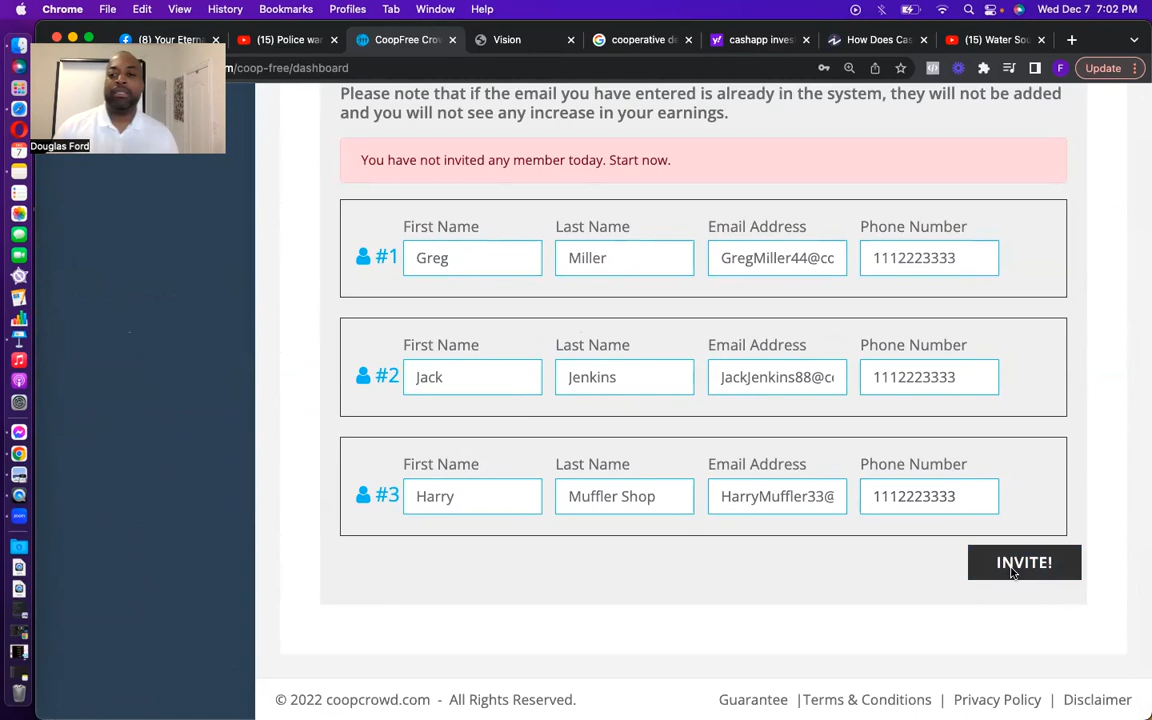 Chrome File Edit View History Bookmarks Profiles Tab Window Help Wed Dec 7 7:02 PM
(8) Your Eterna
(15) Police wa
CoopFree Crow
Vision
cooperative de
cashapp invest
How Does Cas
(15) Water Sou
m/coop-free/dashboard
Update
Douglas Ford
Please note that if the email you have entered is already in the system, they will not be added
and you will not see any increase in your earnings.
You have not invited any member today. Start now.
First Name Last Name Email Address Phone Number
#1 Greg Miller GregMiller44@cc 1112223333
First Name Last Name Email Address Phone Number
#2 Jack Jenkins JackJenkins88@c 1112223333
First Name Last Name Email Address Phone Number
#3 Harry Muffler Shop HarryMuffler33@ 1112223333
INVITE!
© 2022 coopcrowd.com - All Rights Reserved. Guarantee |Terms & Conditions | Privacy Policy | Disclaimer